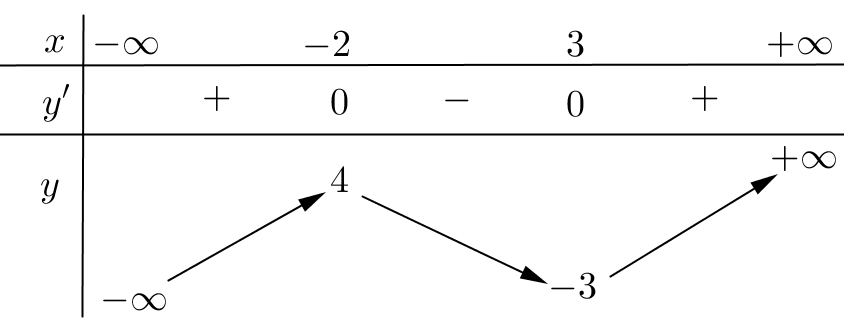 x −∞ −2 3 +∞
y′ + 0 − 0 +
+∞
y 4
−∞ −3